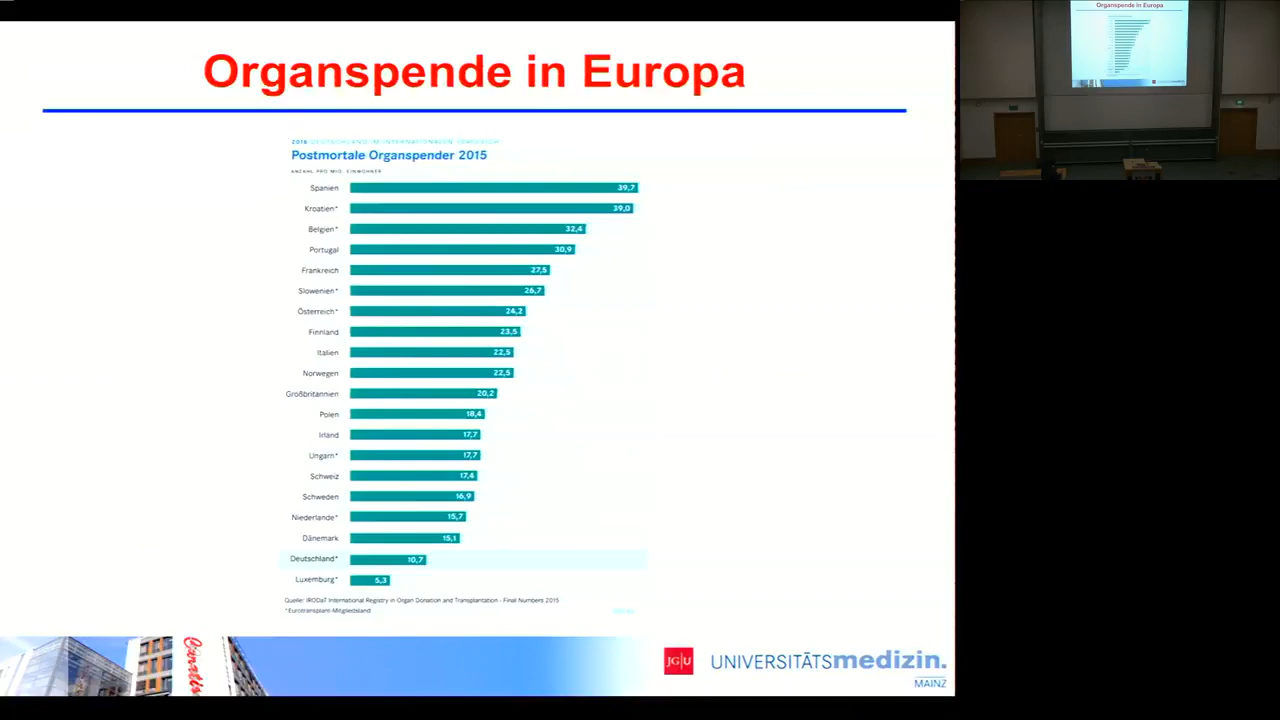 Organspende in Europa
2016 DEUTSCHLAND IM INTERNATIONALEN VERGLEICH
Postmortale Organspender 2015
ANZAHL PRO MIO. EINWOHNER
Spanien 39,7
Kroatien* 39,0
Belgien* 32,4
Portugal 30,9
Frankreich 27,5
Slowenien* 26,7
Österreich* 24,2
Finnland 23,5
Italien 22,5
Norwegen 22,5
Großbritannien 20,2
Polen 18,4
Irland 17,7
Ungarn* 17,7
Schweiz 17,4
Schweden 16,9
Niederlande* 15,7
Dänemark 15,1
Deutschland* 10,7
Luxemburg* 5,3
Quelle: IRODaT International Registry in Organ Donation and Transplantation - Final Numbers 2015
*Eurotransplant-Mitgliedsland
JG|U
UNIVERSITÄTSmedizin.
MAINZ
Organspende in Europa